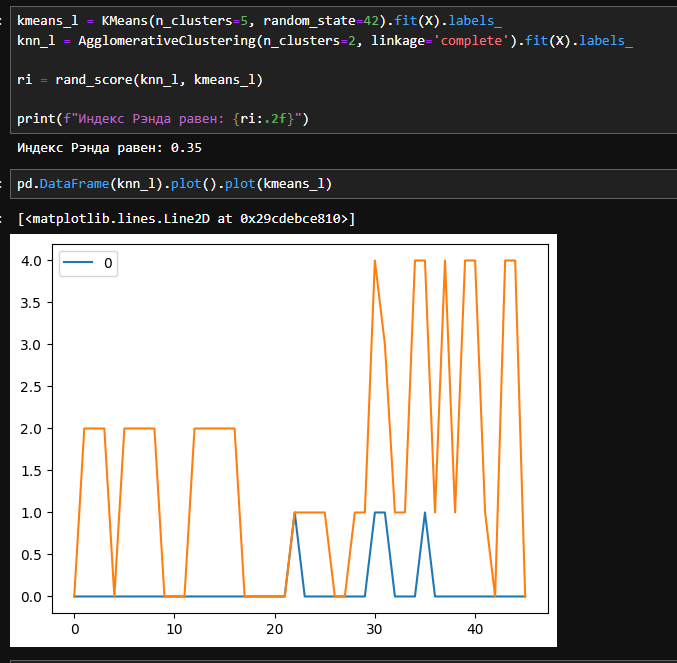 kmeans_l = KMeans(n_clusters=5, random_state=42).fit(X).labels_
knn_l = AgglomerativeClustering(n_clusters=2, linkage='complete').fit(X).labels_
ri = rand_score(knn_l, kmeans_l)
print(f"Индекс Рэнда равен: {ri:.2f}")
Индекс Рэнда равен: 0.35
pd.DataFrame(knn_l).plot().plot(kmeans_l)
[<matplotlib.lines.Line2D at 0x29cdebce810>]
0
4.0
3.5
3.0
2.5
2.0
1.5
1.0
0.5
0.0
0 10 20 30 40